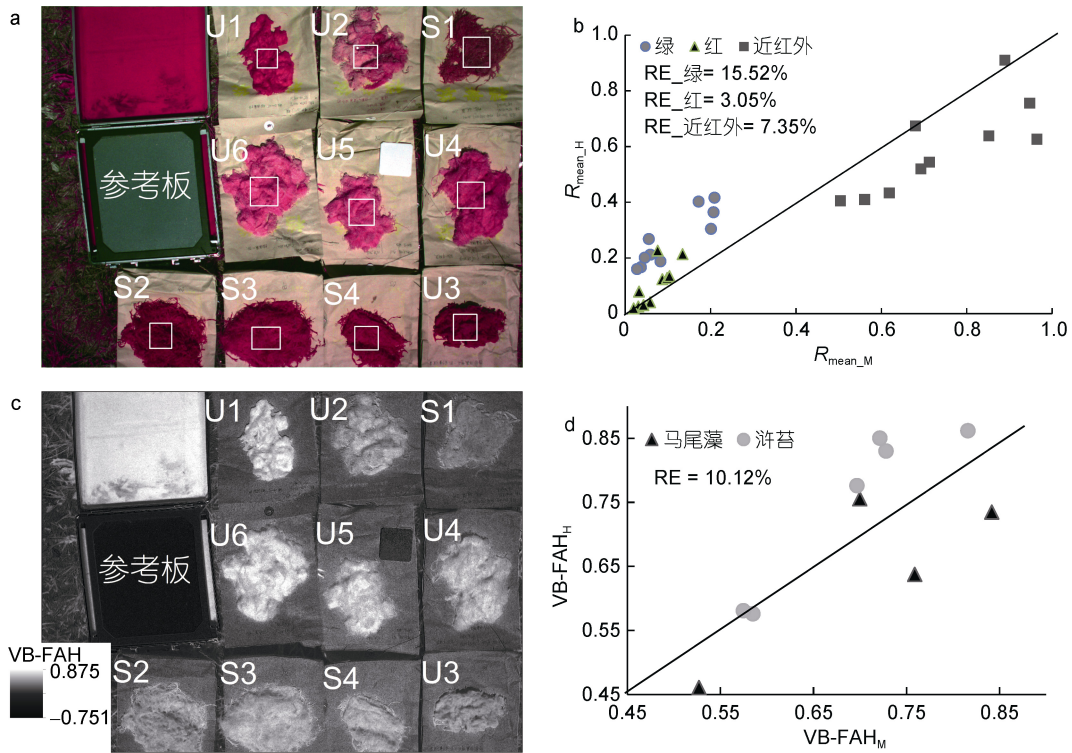 a
U1
U2
S1
U6
U5
U4
参考板
S2
S3
S4
U3
b
1.0
0.8
0.6
0.4
0.2
0
绿 红 近红外
RE_绿= 15.52%
RE_红= 3.05%
RE_近红外= 7.35%
Rmean_H
0 0.2 0.4 0.6 0.8 1.0
Rmean_M
c
U1
U2
S1
U6
U5
U4
参考板
VB-FAH
0.875
−0.751
S2
S3
S4
U3
d
0.85
0.75
0.65
0.55
0.45
马尾藻 浒苔
RE = 10.12%
VB-FAHH
0.45 0.55 0.65 0.75 0.85
VB-FAHM